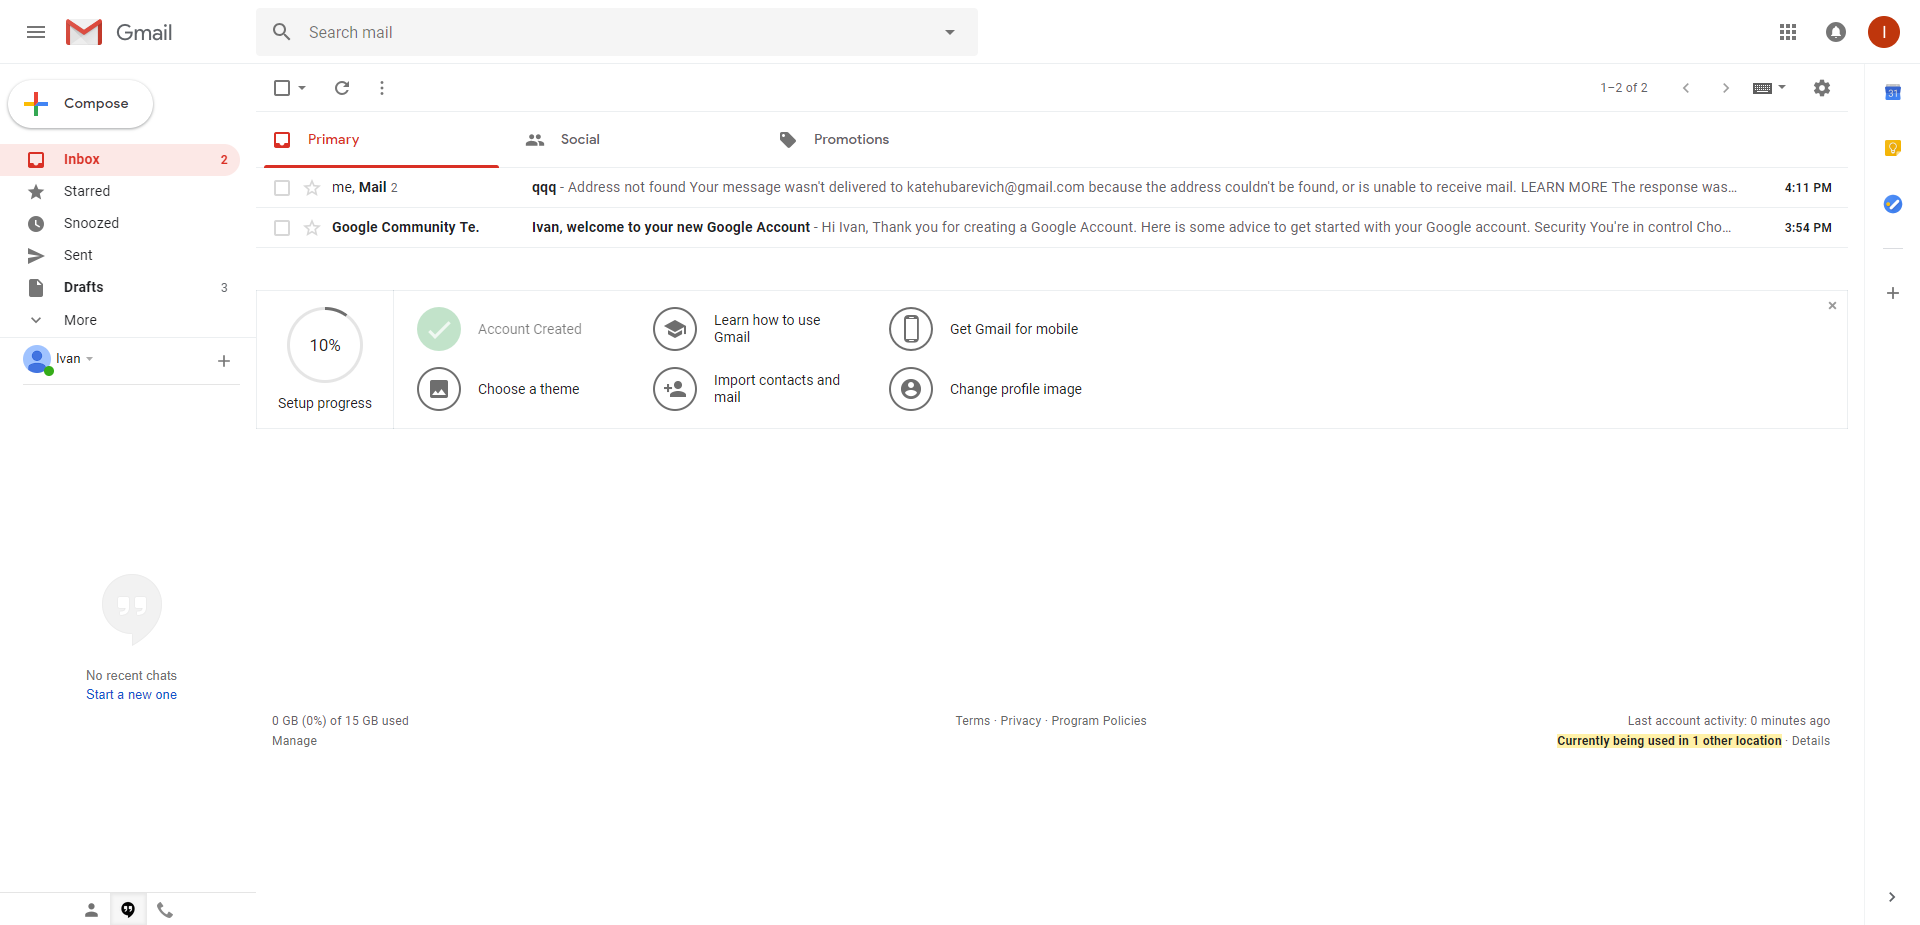 Gmail
Search mail
I
Compose
1–2 of 2
31
Primary
Social
Promotions
Inbox 2
Starred
Snoozed
Sent
Drafts 3
More
Ivan
me, Mail 2 qqq - Address not found Your message wasn't delivered to katehubarevich@gmail.com because the address couldn't be found, or is unable to receive mail. LEARN MORE The response was... 4:11 PM
Google Community Te. Ivan, welcome to your new Google Account - Hi Ivan, Thank you for creating a Google Account. Here is some advice to get started with your Google account. Security You're in control Cho... 3:54 PM
10%
Setup progress
Account Created
Learn how to use
Gmail
Get Gmail for mobile
Choose a theme
Import contacts and
mail
Change profile image
No recent chats
Start a new one
0 GB (0%) of 15 GB used
Manage
Terms · Privacy · Program Policies
Last account activity: 0 minutes ago
Currently being used in 1 other location · Details